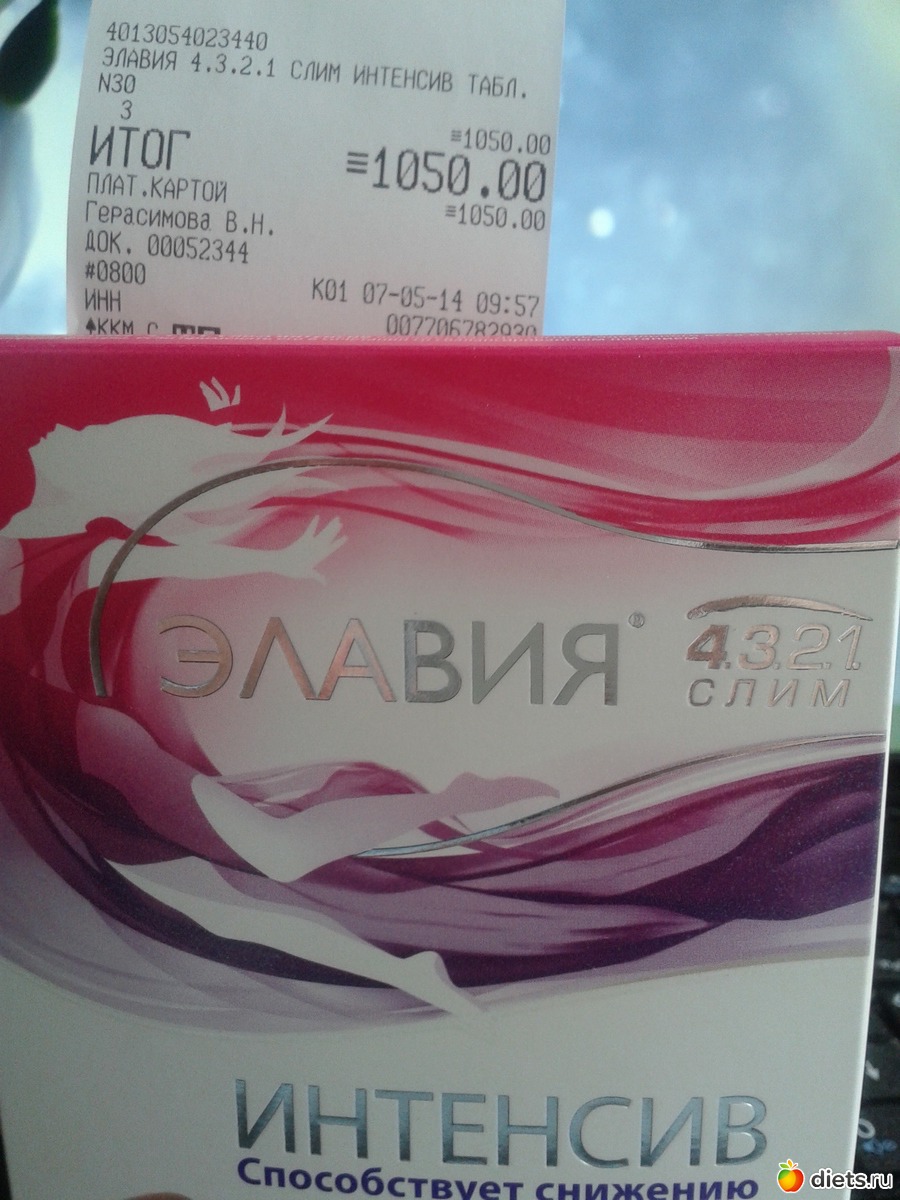 4013054023440
ЭЛАВИЯ 4.3.2.1 СЛИМ ИНТЕНСИВ ТАБЛ.
N30
3
≡1050.00
ИТОГ ≡1050.00
ПЛАТ.КАРТОЙ ≡1050.00
Герасимова В.Н.
ДОК. 00052344
#0800
К01 07-05-14 09:57
ИНН 007706782930
ККМ С
ЭЛАВИЯ®
4.3.2.1.
СЛИМ
ИНТЕНСИВ
Способствует снижению
diets.ru